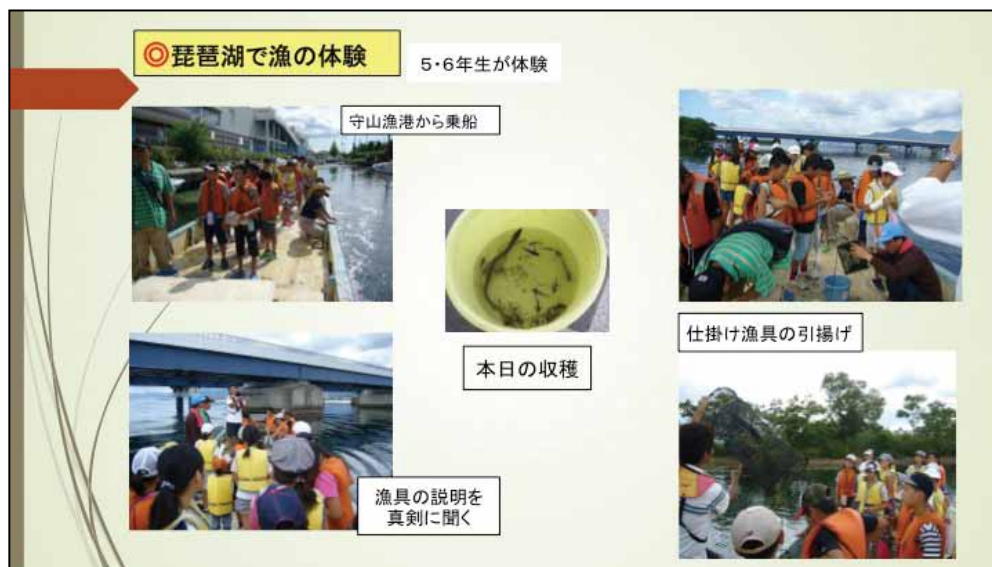 ◎琵琶湖で漁の体験
5・6年生が体験
守山漁港から乗船
本日の収穫
仕掛け漁具の引揚げ
漁具の説明を
真剣に聞く